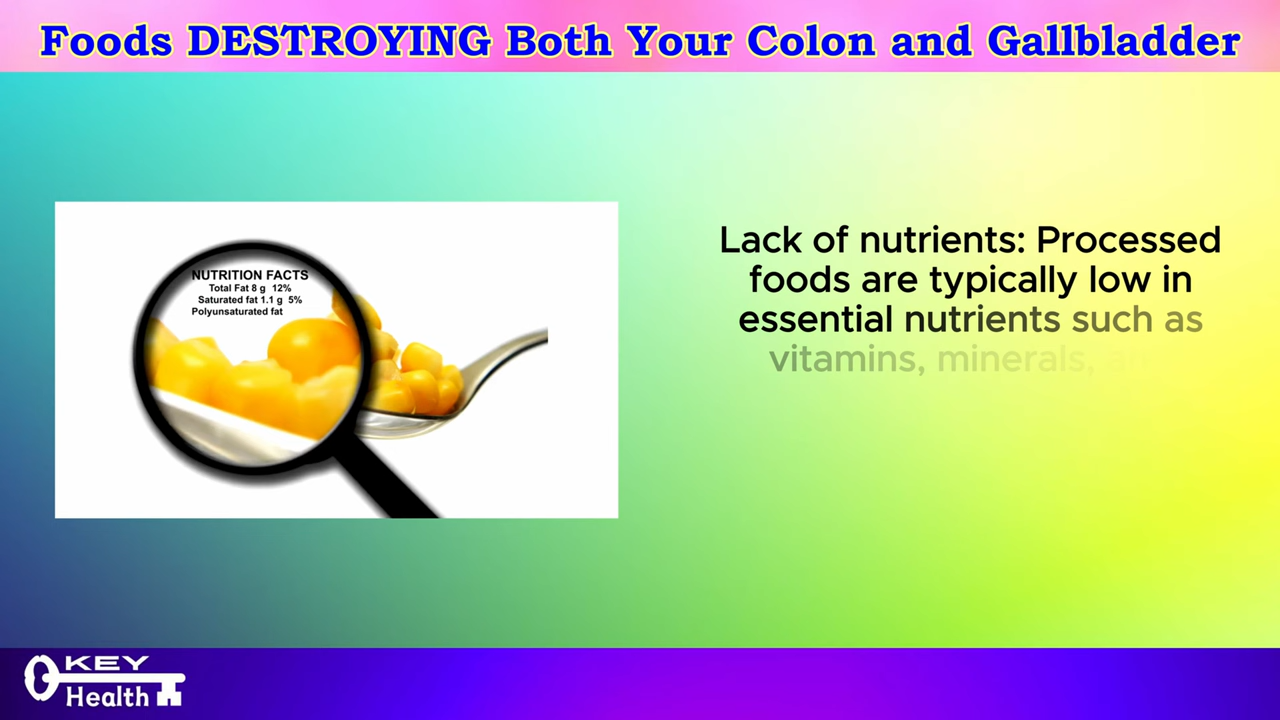 Foods DESTROYING Both Your Colon and Gallbladder
NUTRITION FACTS
Total Fat 8 g 12%
Saturated fat 1.1 g 5%
Polyunsaturated fat
Lack of nutrients: Processed
foods are typically low in
essential nutrients such as
vitamins, minerals,
KEY
Health